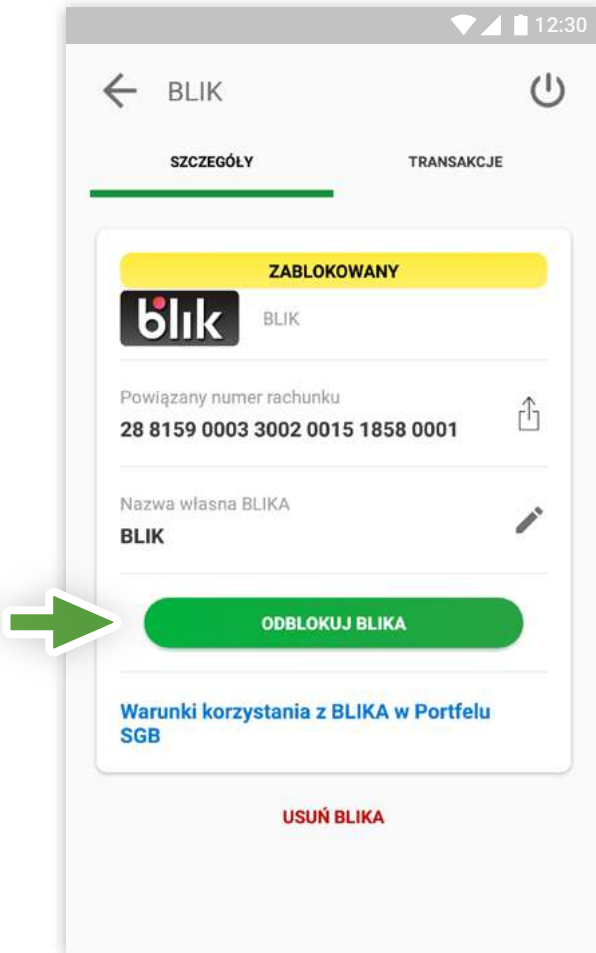 12:30
BLIK
SZCZEGÓŁY TRANSAKCJE
ZABLOKOWANY
blik BLIK
Powiązany numer rachunku
28 8159 0003 3002 0015 1858 0001
Nazwa własna BLIKA
BLIK
ODBLOKUJ BLIKA
Warunki korzystania z BLIKA w Portfelu
SGB
USUŃ BLIKA